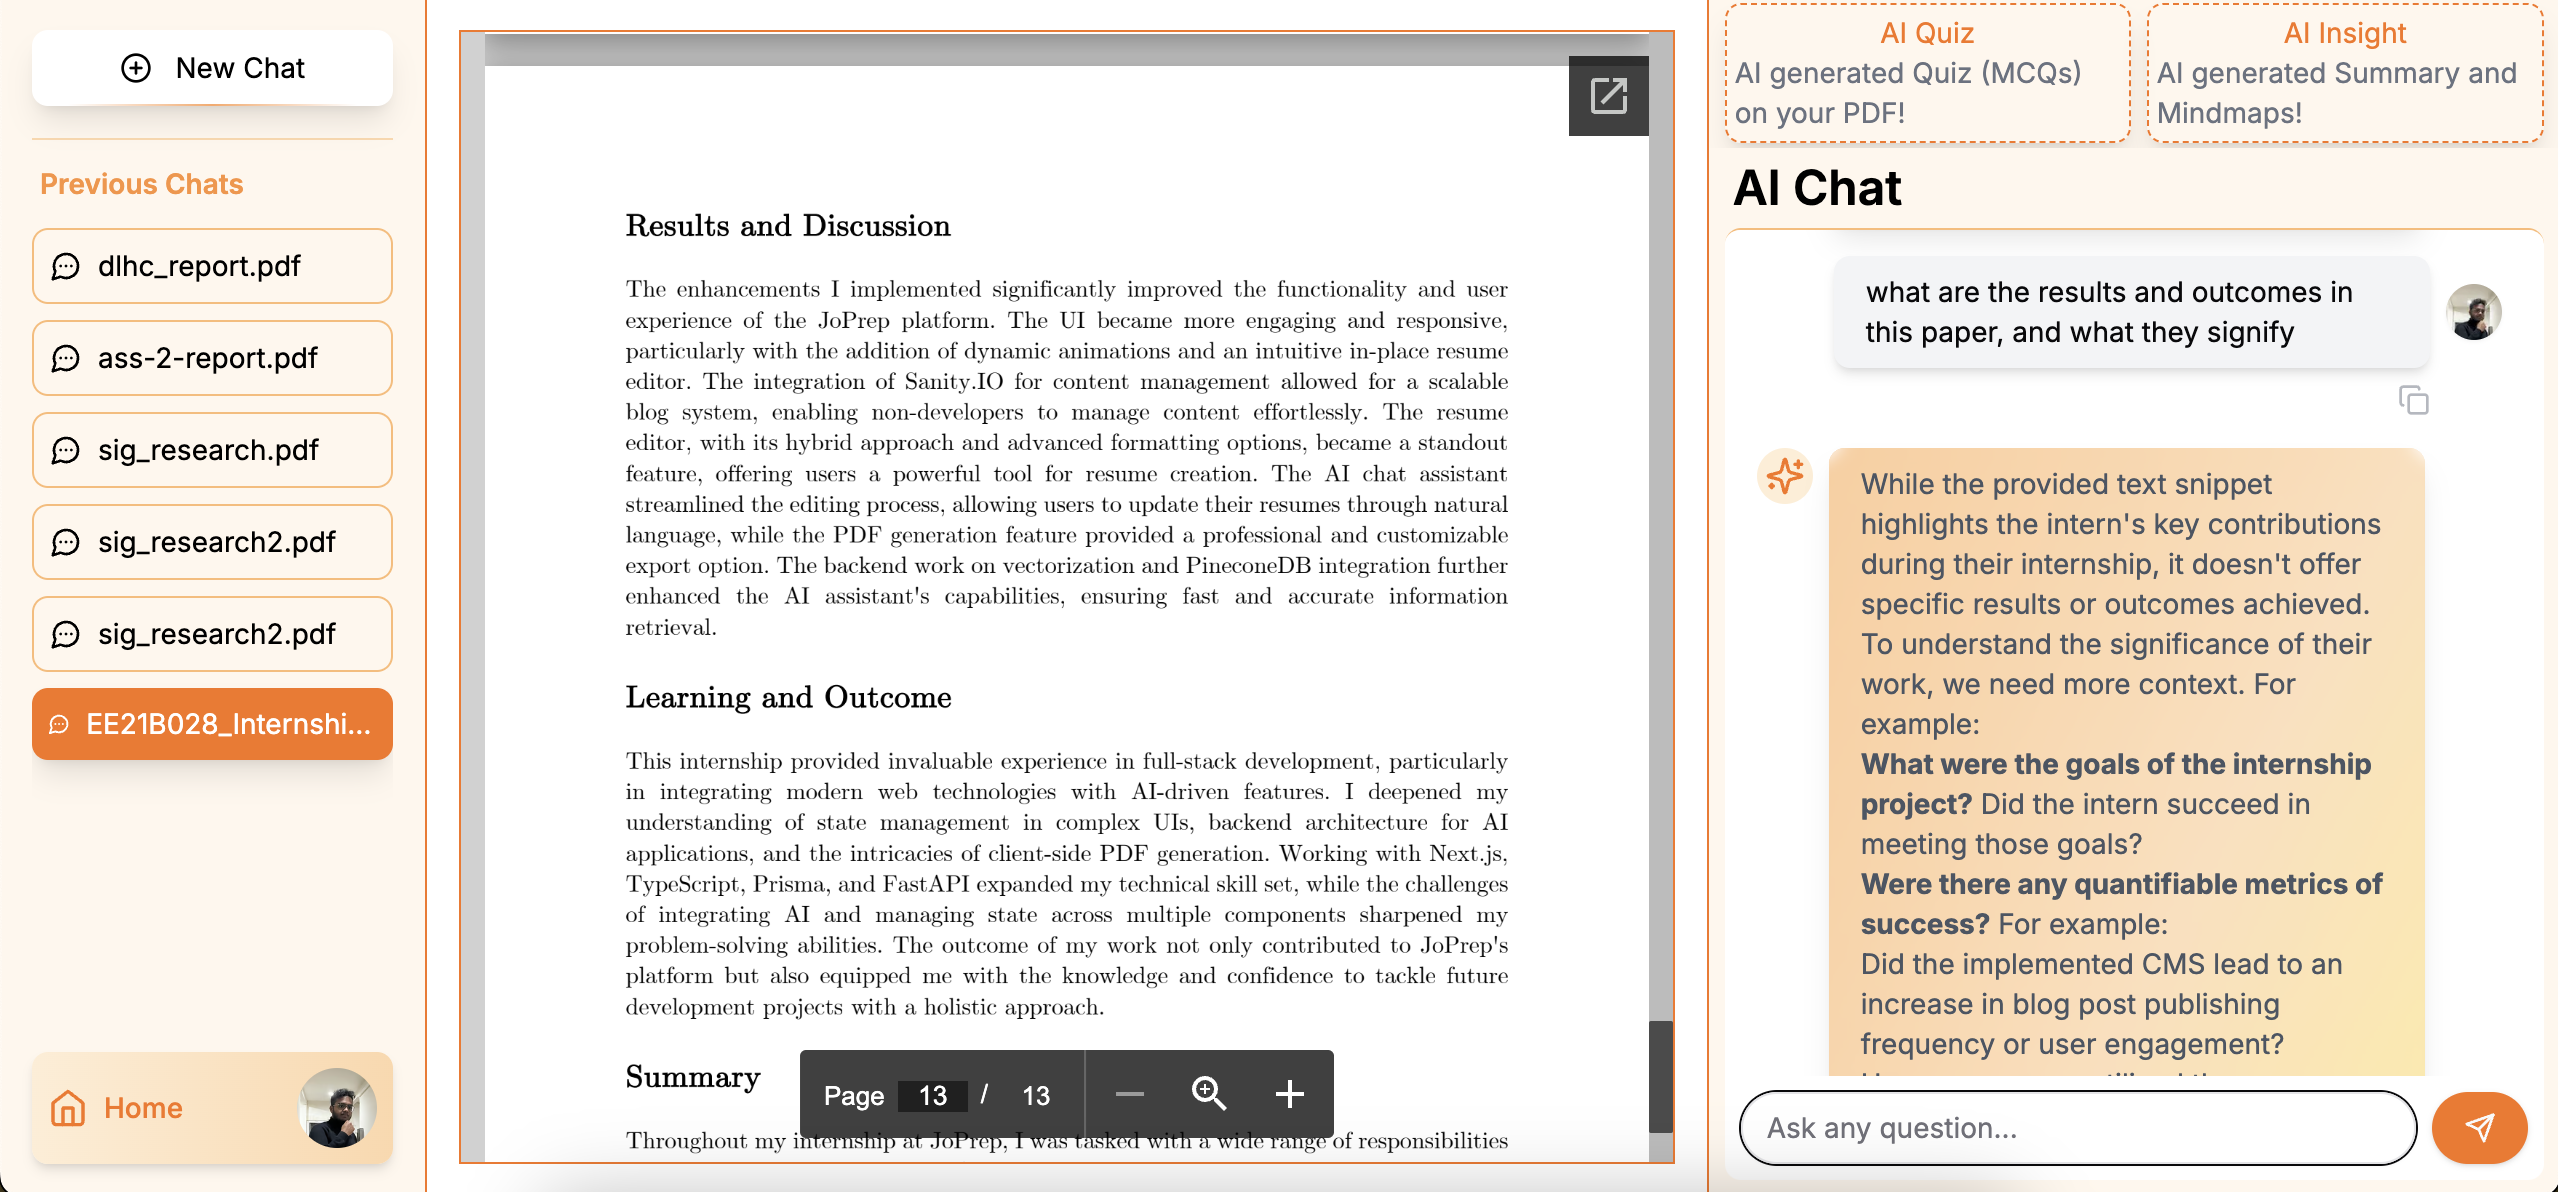 New Chat
Previous Chats
dlhc_report.pdf
ass-2-report.pdf
sig_research.pdf
sig_research2.pdf
sig_research2.pdf
EE21B028_Internshi...
Home
Results and Discussion
The enhancements I implemented significantly improved the functionality and user
experience of the JoPrep platform. The UI became more engaging and responsive,
particularly with the addition of dynamic animations and an intuitive in-place resume
editor. The integration of Sanity.IO for content management allowed for a scalable
blog system, enabling non-developers to manage content effortlessly. The resume
editor, with its hybrid approach and advanced formatting options, became a standout
feature, offering users a powerful tool for resume creation. The AI chat assistant
streamlined the editing process, allowing users to update their resumes through natural
language, while the PDF generation feature provided a professional and customizable
export option. The backend work on vectorization and PineconeDB integration further
enhanced the AI assistant's capabilities, ensuring fast and accurate information
retrieval.
Learning and Outcome
This internship provided invaluable experience in full-stack development, particularly
in integrating modern web technologies with AI-driven features. I deepened my
understanding of state management in complex UIs, backend architecture for AI
applications, and the intricacies of client-side PDF generation. Working with Next.js,
TypeScript, Prisma, and FastAPI expanded my technical skill set, while the challenges
of integrating AI and managing state across multiple components sharpened my
problem-solving abilities. The outcome of my work not only contributed to JoPrep's
platform but also equipped me with the knowledge and confidence to tackle future
development projects with a holistic approach.
Summary
Page 13 / 13
Throughout my internship at JoPrep, I was tasked with a wide range of responsibilities
AI Quiz
AI generated Quiz (MCQs)
on your PDF!
AI Insight
AI generated Summary and
Mindmaps!
AI Chat
what are the results and outcomes in
this paper, and what they signify
While the provided text snippet
highlights the intern's key contributions
during their internship, it doesn't offer
specific results or outcomes achieved.
To understand the significance of their
work, we need more context. For
example:
What were the goals of the internship
project? Did the intern succeed in
meeting those goals?
Were there any quantifiable metrics of
success? For example:
Did the implemented CMS lead to an
increase in blog post publishing
frequency or user engagement?
Ask any question...